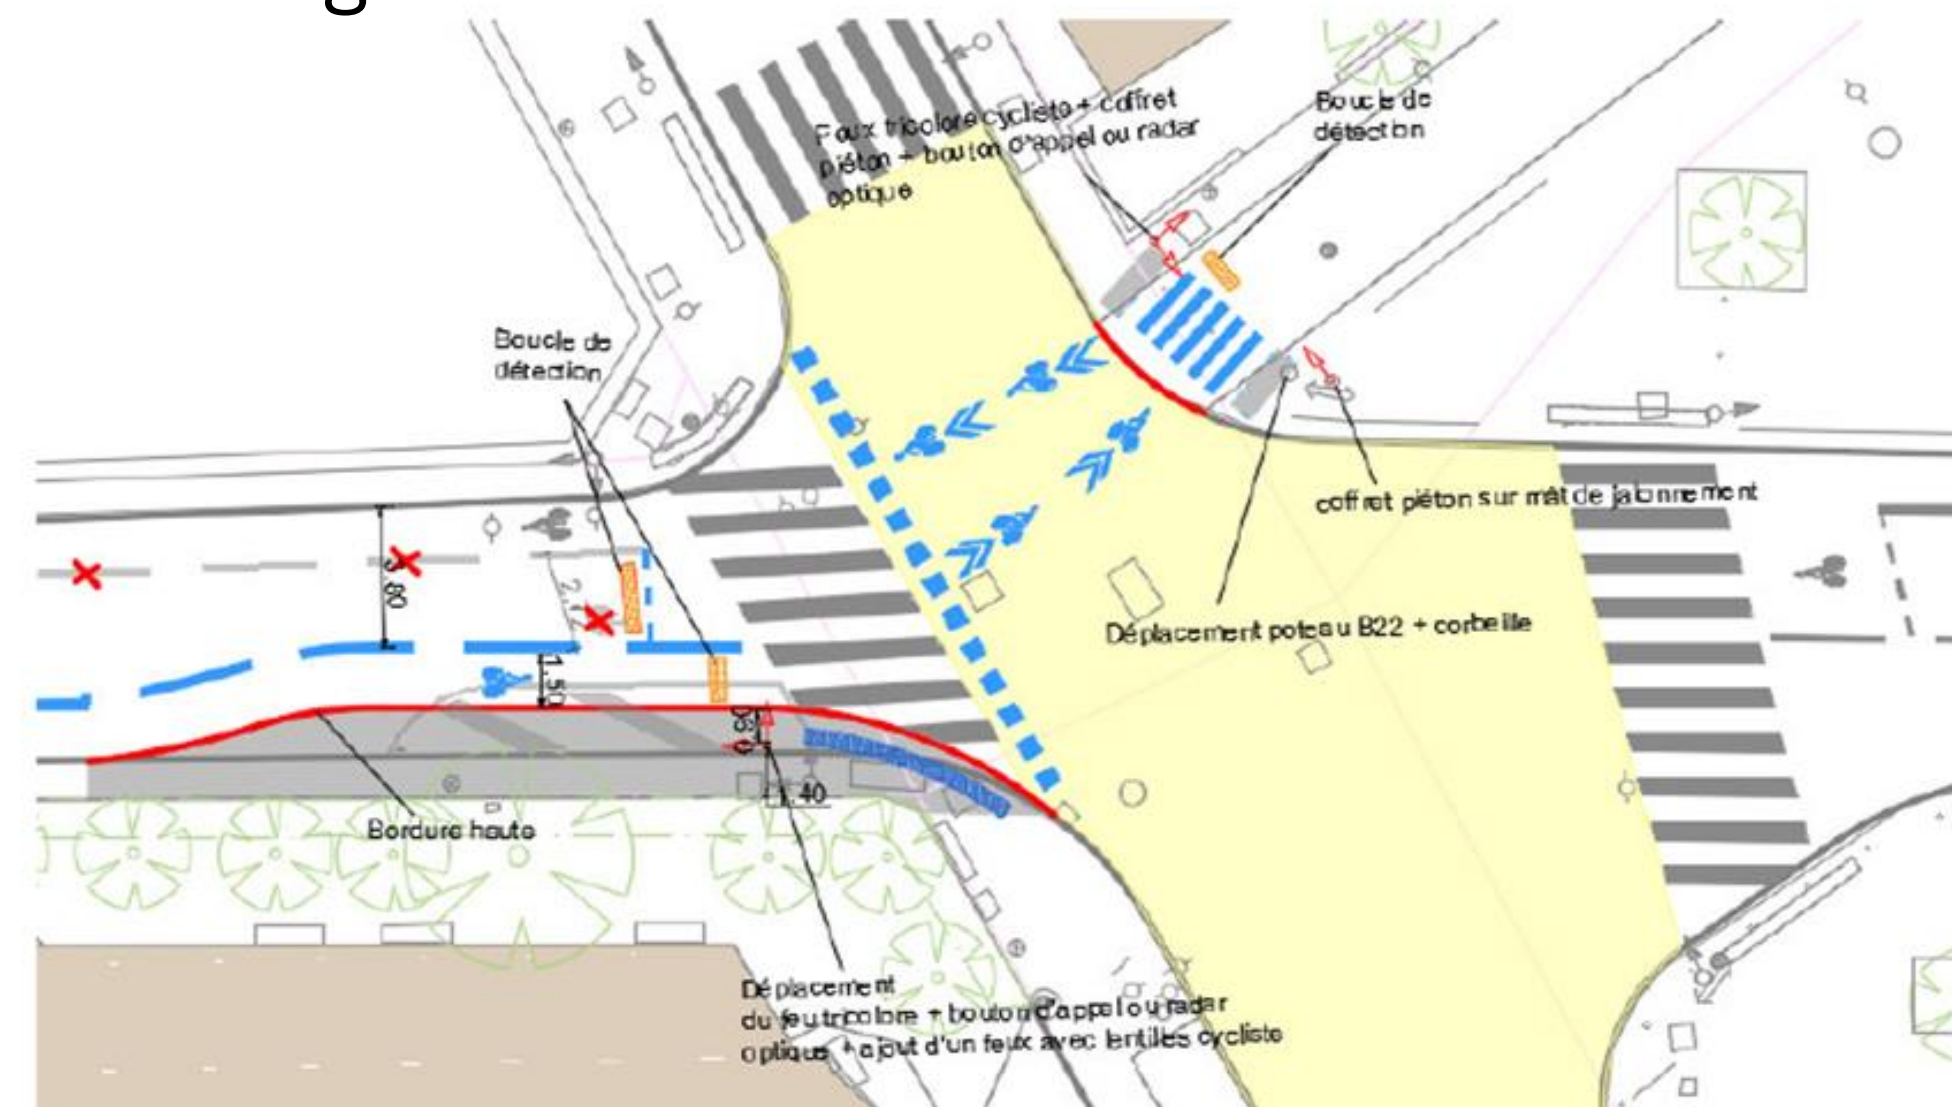 g
Feux tricolore cycliste + coffret
piéton + bouton d'appel ou radar
optique
Boucle de
détection
Boucle de
détection
3.80
1.50
0.80
1.40
coffret piéton sur mât de jalonnement
Déplacement poteau B22 + corbeille
Bordure haute
Déplacement
du feu tricolore + bouton d'appel ou radar
optique + ajout d'un feux avec lentilles cycliste